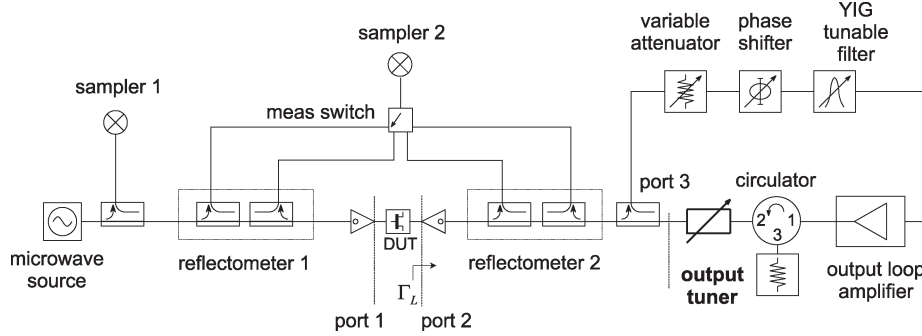 variable
attenuator
phase
shifter
YIG
tunable
filter
sampler 2
sampler 1
meas switch
port 3
circulator
2
1
3
DUT
microwave
source
reflectometer 1
reflectometer 2
Γ_L
output
tuner
output loop
amplifier
port 1
port 2